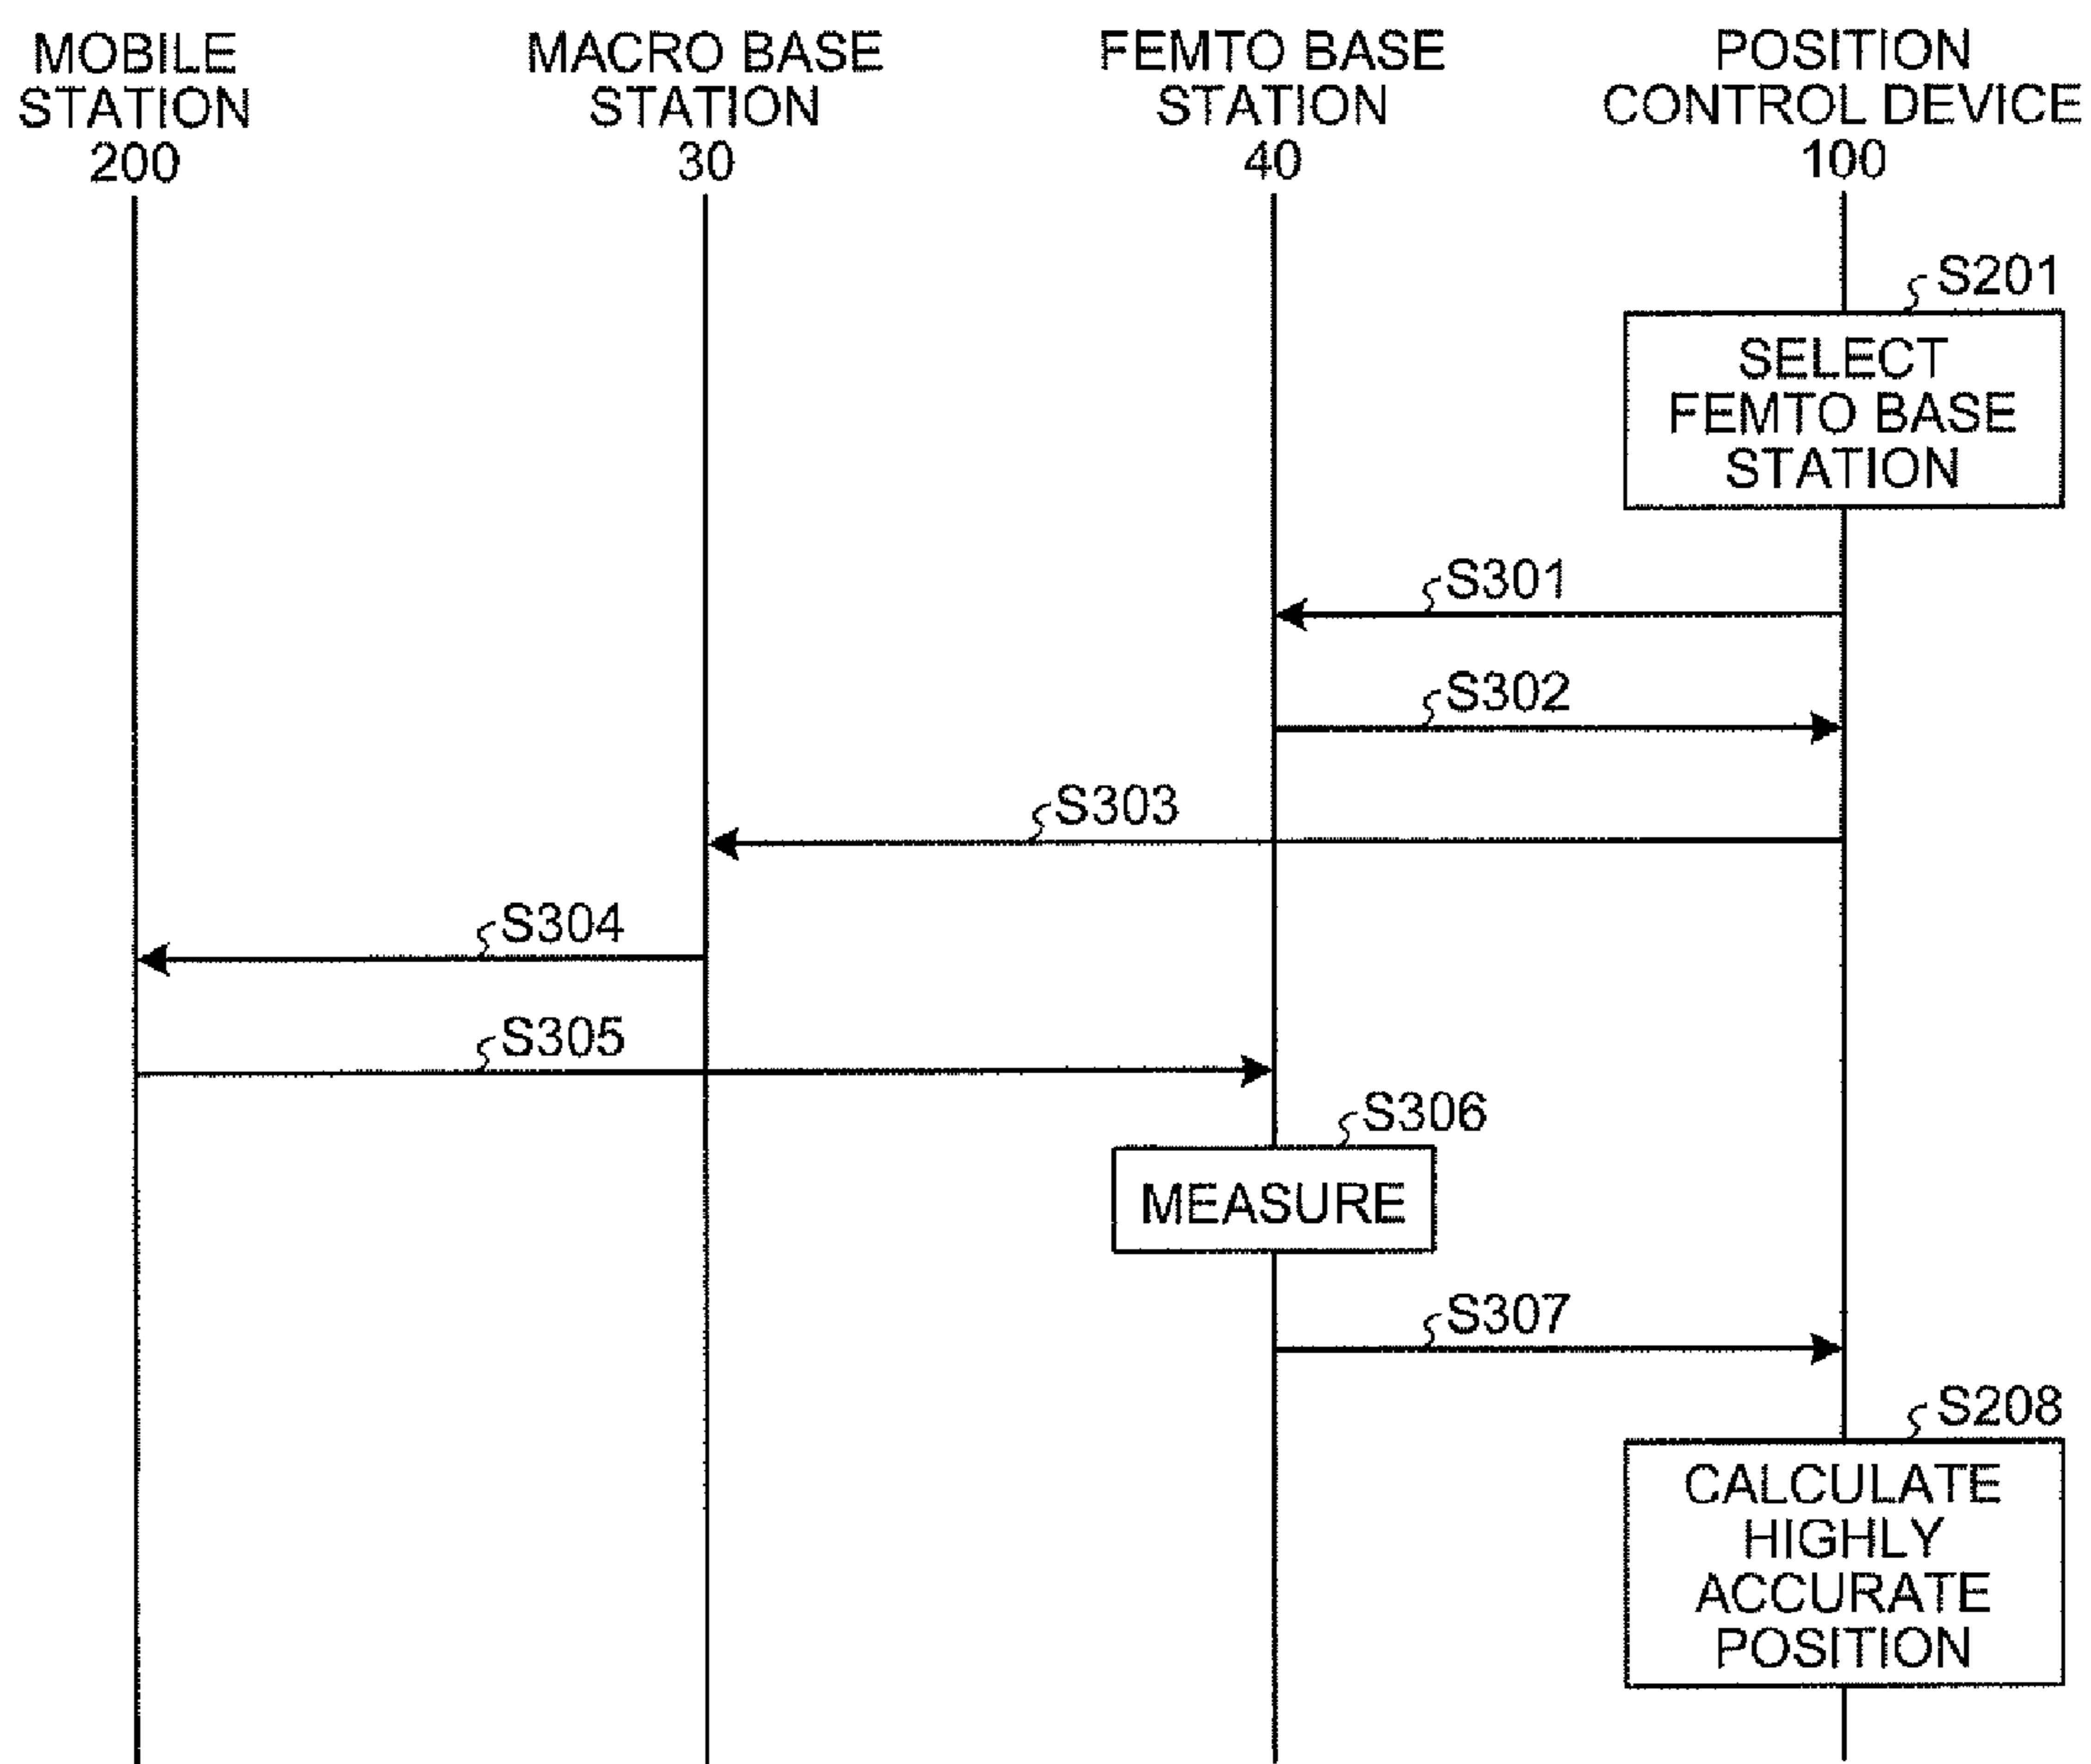 MOBILE
STATION
200
MACRO BASE
STATION
30
FEMTO BASE
STATION
40
POSITION
CONTROL DEVICE
100
S201
SELECT
FEMTO BASE
STATION
S301
S302
S303
S304
S305
S306
MEASURE
S307
S208
CALCULATE
HIGHLY
ACCURATE
POSITION